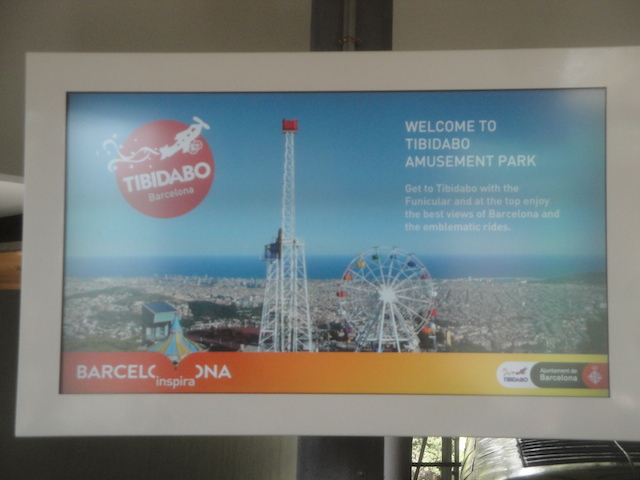 TIBIDABO
Barcelona
WELCOME TO
TIBIDABO
AMUSEMENT PARK
Get to Tibidabo with the
Funicular and at the top enjoy
the best views of Barcelona and
the emblematic rides.
BARCELONA
inspira
TIBIDABO
Ajuntament de
Barcelona